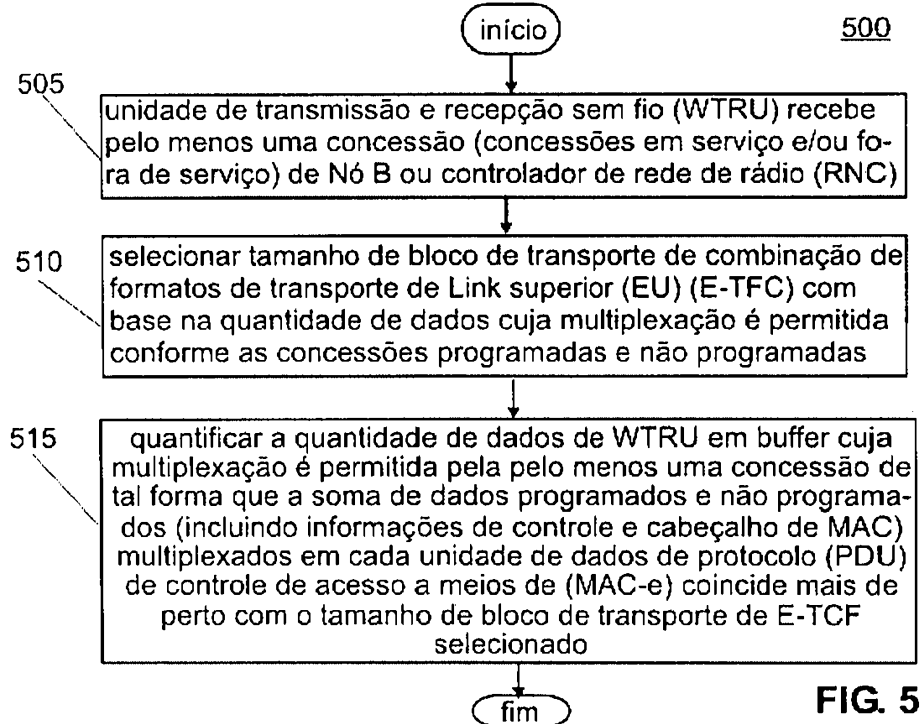 início
500
505
unidade de transmissão e recepção sem fio (WTRU) recebe
pelo menos uma concessão (concessões em serviço e/ou fo-
ra de serviço) de Nó B ou controlador de rede de rádio (RNC)
510
selecionar tamanho de bloco de transporte de combinação de
formatos de transporte de Link superior (EU) (E-TFC) com
base na quantidade de dados cuja multiplexação é permitida
conforme as concessões programadas e não programadas
515
quantificar a quantidade de dados de WTRU em buffer cuja
multiplexação é permitida pela pelo menos uma concessão de
tal forma que a soma de dados programados e não programa-
dos (incluindo informações de controle e cabeçalho de MAC)
multiplexados em cada unidade de dados de protocolo (PDU)
de controle de acesso a meios de (MAC-e) coincide mais de
perto com o tamanho de bloco de transporte de E-TCF
selecionado
fim
FIG. 5